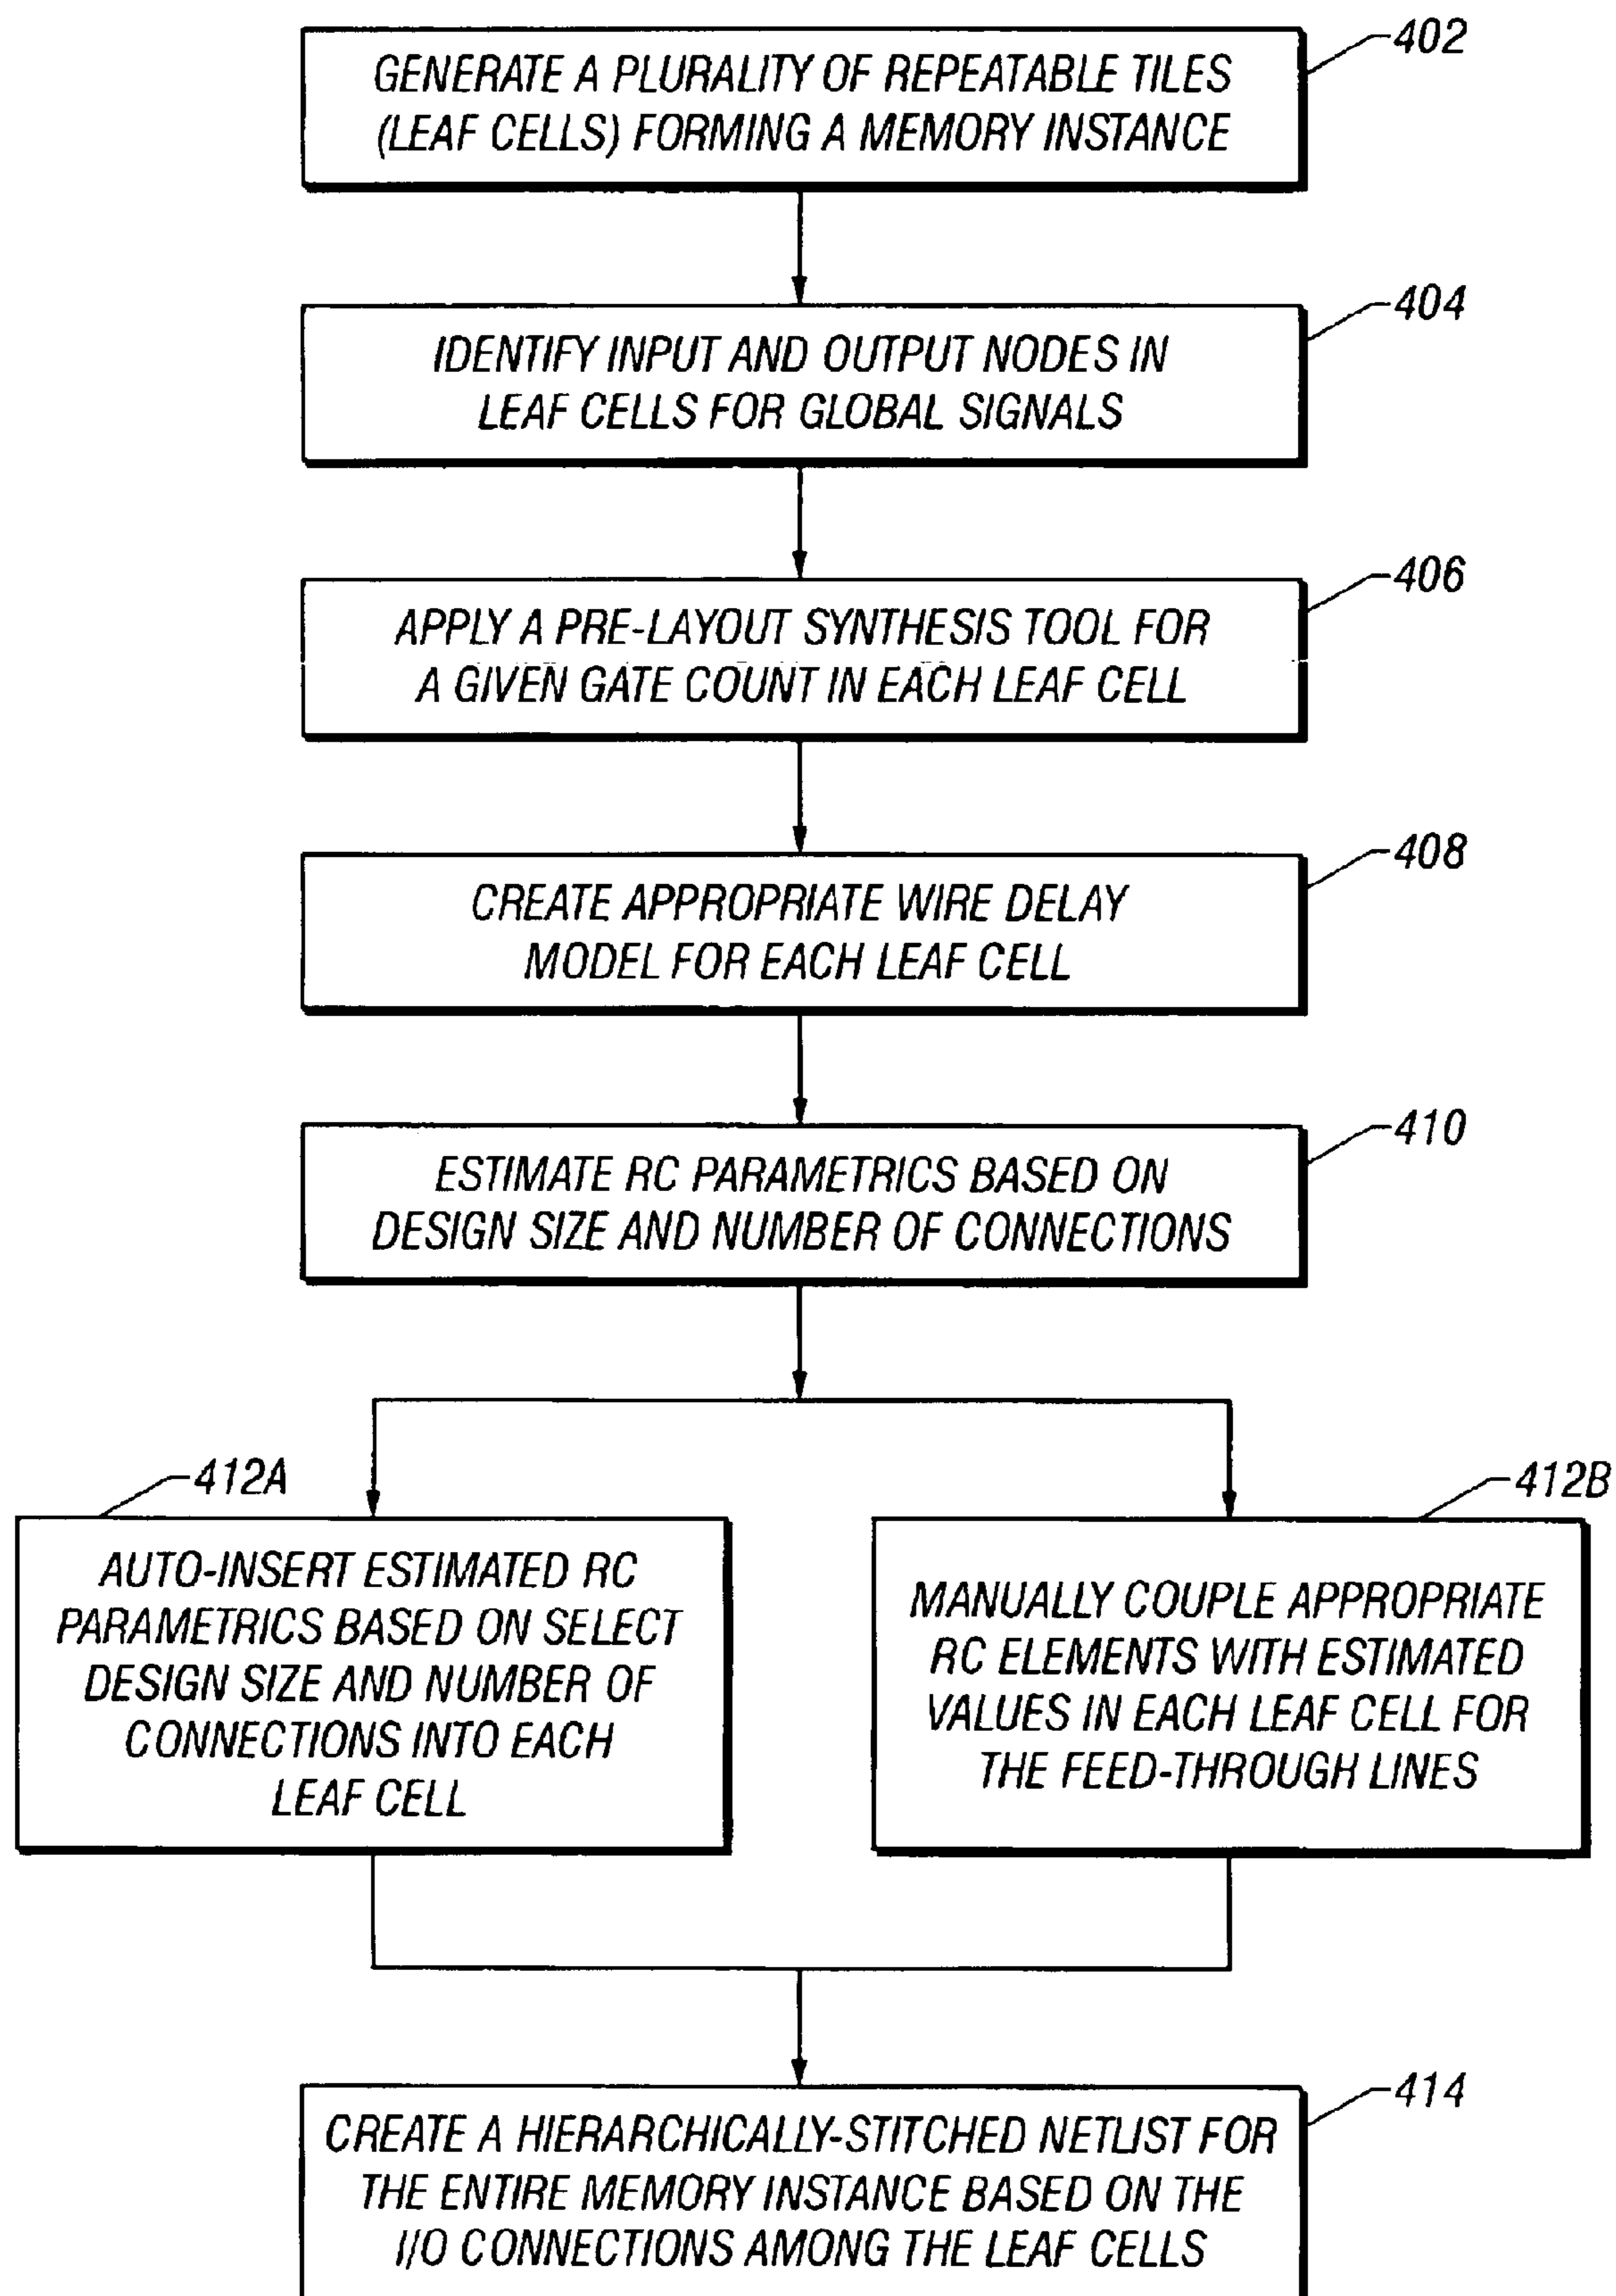 402
GENERATE A PLURALITY OF REPEATABLE TILES
(LEAF CELLS) FORMING A MEMORY INSTANCE
404
IDENTIFY INPUT AND OUTPUT NODES IN
LEAF CELLS FOR GLOBAL SIGNALS
406
APPLY A PRE-LAYOUT SYNTHESIS TOOL FOR
A GIVEN GATE COUNT IN EACH LEAF CELL
408
CREATE APPROPRIATE WIRE DELAY
MODEL FOR EACH LEAF CELL
410
ESTIMATE RC PARAMETRICS BASED ON
DESIGN SIZE AND NUMBER OF CONNECTIONS
412A
AUTO-INSERT ESTIMATED RC
PARAMETRICS BASED ON SELECT
DESIGN SIZE AND NUMBER OF
CONNECTIONS INTO EACH
LEAF CELL
412B
MANUALLY COUPLE APPROPRIATE
RC ELEMENTS WITH ESTIMATED
VALUES IN EACH LEAF CELL FOR
THE FEED-THROUGH LINES
414
CREATE A HIERARCHICALLY-STITCHED NETLIST FOR
THE ENTIRE MEMORY INSTANCE BASED ON THE
I/O CONNECTIONS AMONG THE LEAF CELLS